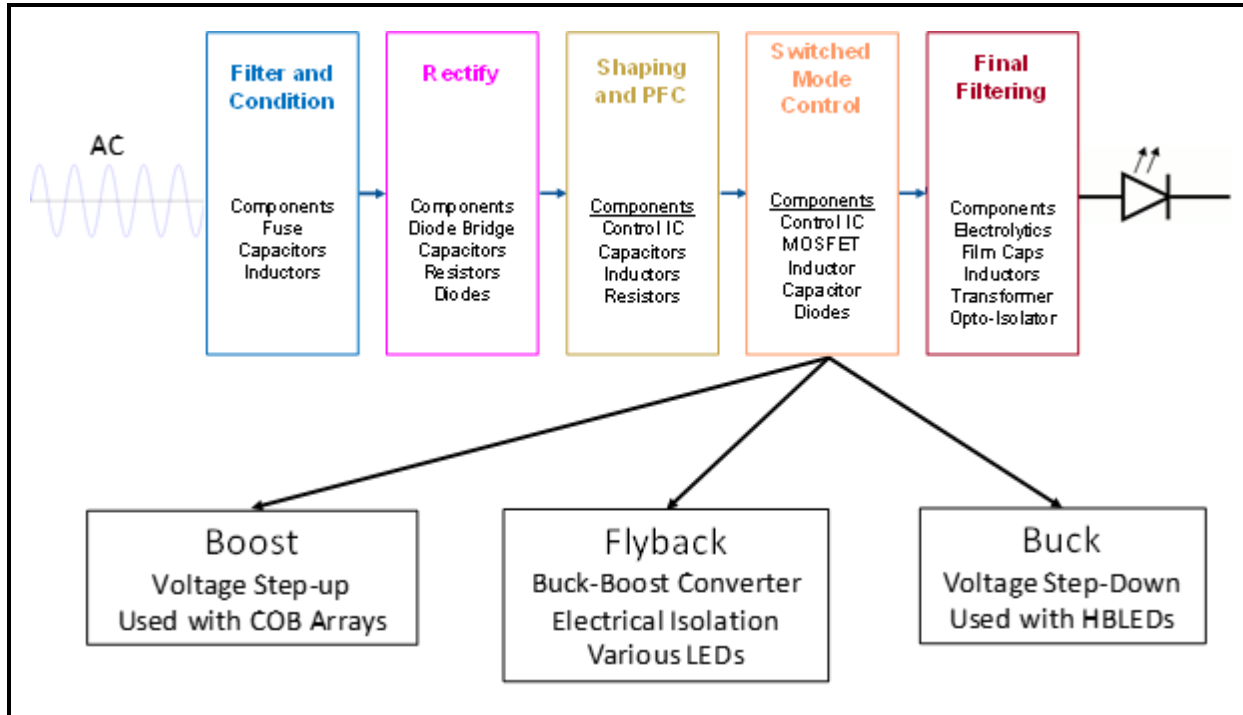 AC
Filter and
Condition
Components
Fuse
Capacitors
Inductors
Rectify
Components
Diode Bridge
Capacitors
Resistors
Diodes
Shaping
and PFC
Components
Control IC
Capacitors
Inductors
Resistors
Switched
Mode
Control
Components
Control IC
MOSFET
Inductor
Capacitor
Diodes
Final
Filtering
Components
Electrolytics
Film Caps
Inductors
Transformer
Opto-Isolator
Boost
Voltage Step-up
Used with COB Arrays
Flyback
Buck-Boost Converter
Electrical Isolation
Various LEDs
Buck
Voltage Step-Down
Used with HBLEDs